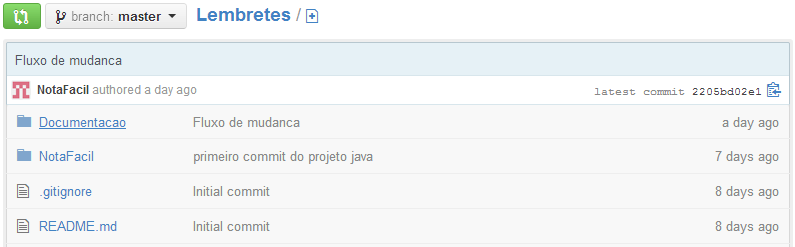 branch: master Lembretes /
Fluxo de mudanca
NotaFacil authored a day ago latest commit 2205bd02e1
Documentacao Fluxo de mudanca a day ago
NotaFacil primeiro commit do projeto java 7 days ago
.gitignore Initial commit 8 days ago
README.md Initial commit 8 days ago